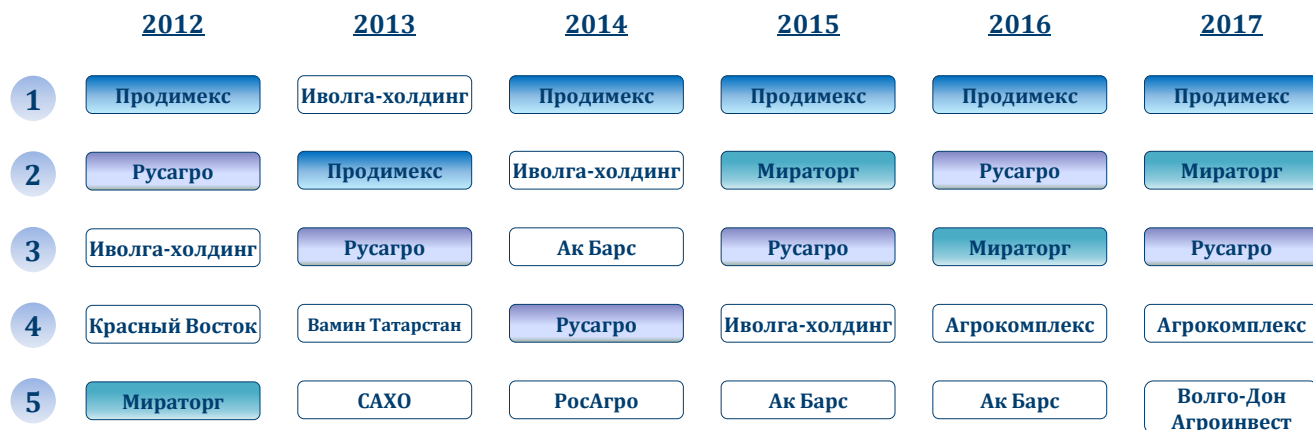 2012 2013 2014 2015 2016 2017
1 Продимекс Иволга-холдинг Продимекс Продимекс Продимекс Продимекс
2 Русагро Продимекс Иволга-холдинг Мираторг Русагро Мираторг
3 Иволга-холдинг Русагро Ак Барс Русагро Мираторг Русагро
4 Красный Восток Вамин Татарстан Русагро Иволга-холдинг Агрокомплекс Агрокомплекс
5 Мираторг САХО РосАгро Ак Барс Ак Барс Волго-Дон
Агроинвест